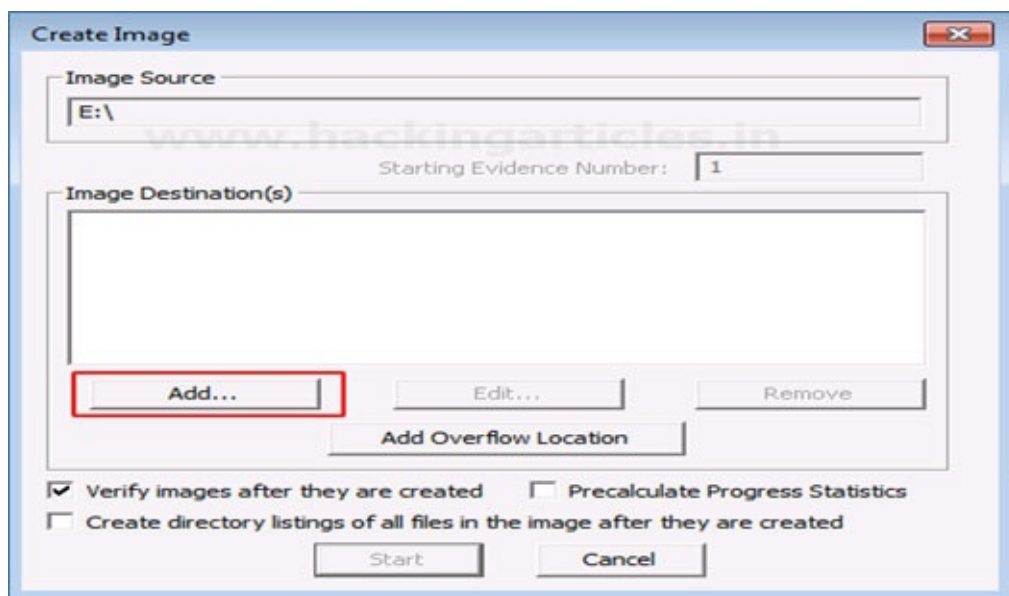 Create Image
Image Source
E:\
www.hackingarticles.in
Starting Evidence Number: 1
Image Destination(s)
Add... Edit... Remove
Add Overflow Location
Verify images after they are created Precalculate Progress Statistics
Create directory listings of all files in the image after they are created
Start Cancel